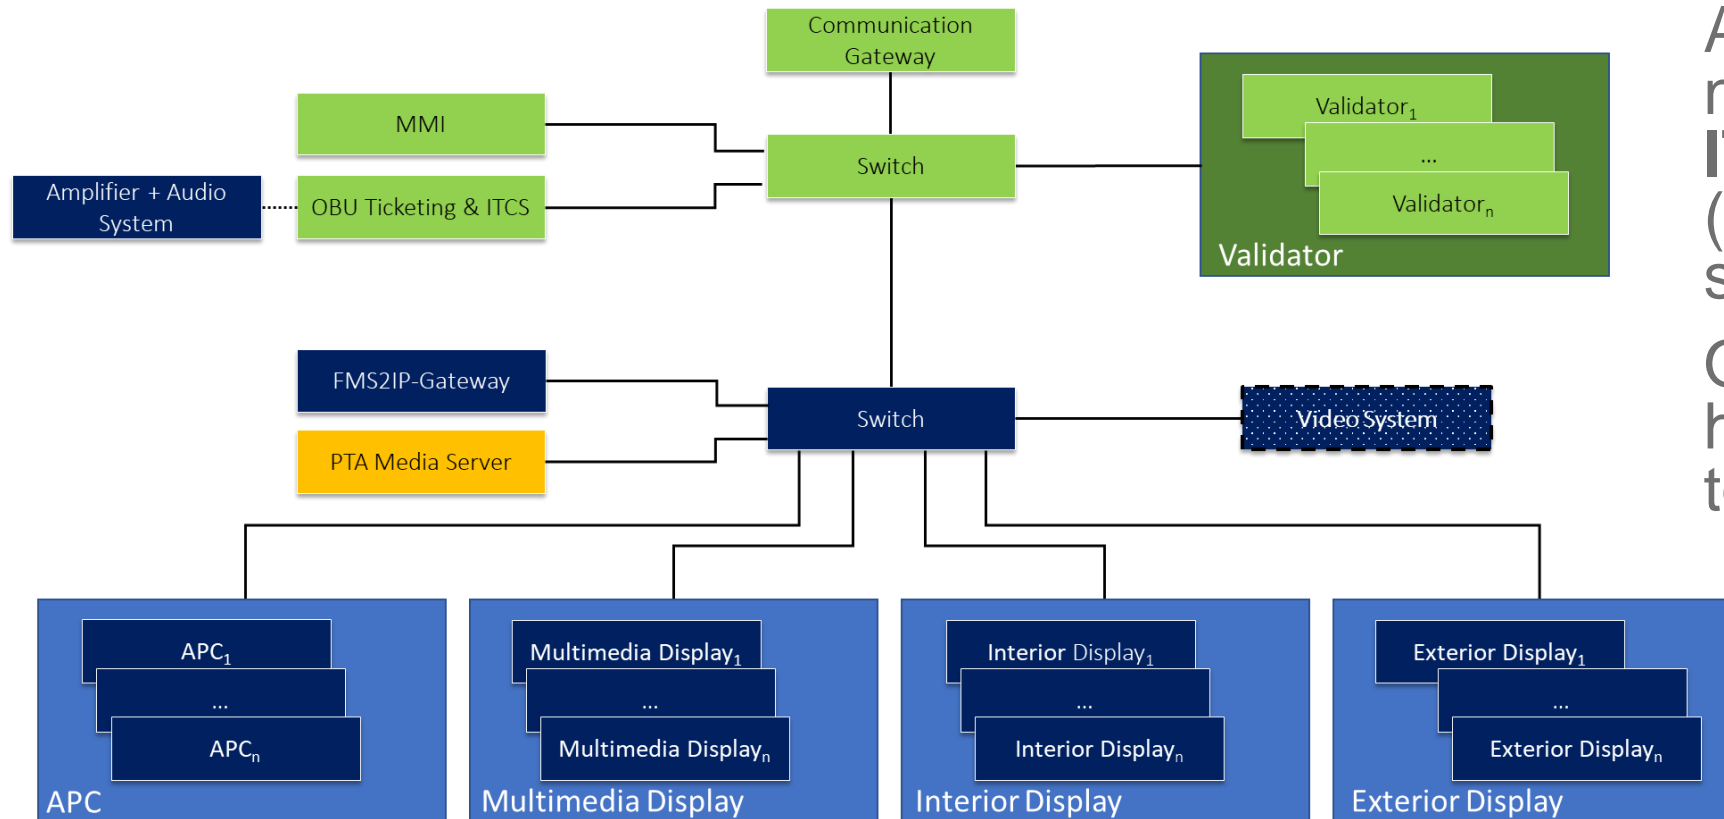 Communication
Gateway
MMI
Switch
Amplifier + Audio
System
OBU Ticketing & ITCS
Validator₁
...
Validatorₙ
Validator
FMS2IP-Gateway
PTA Media Server
Switch
Video System
APC₁
...
APCₙ
APC
Multimedia Display₁
...
Multimedia Displayₙ
Multimedia Display
Interior Display₁
...
Interior Displayₙ
Interior Display
Exterior Display₁
...
Exterior Displayₙ
Exterior Display